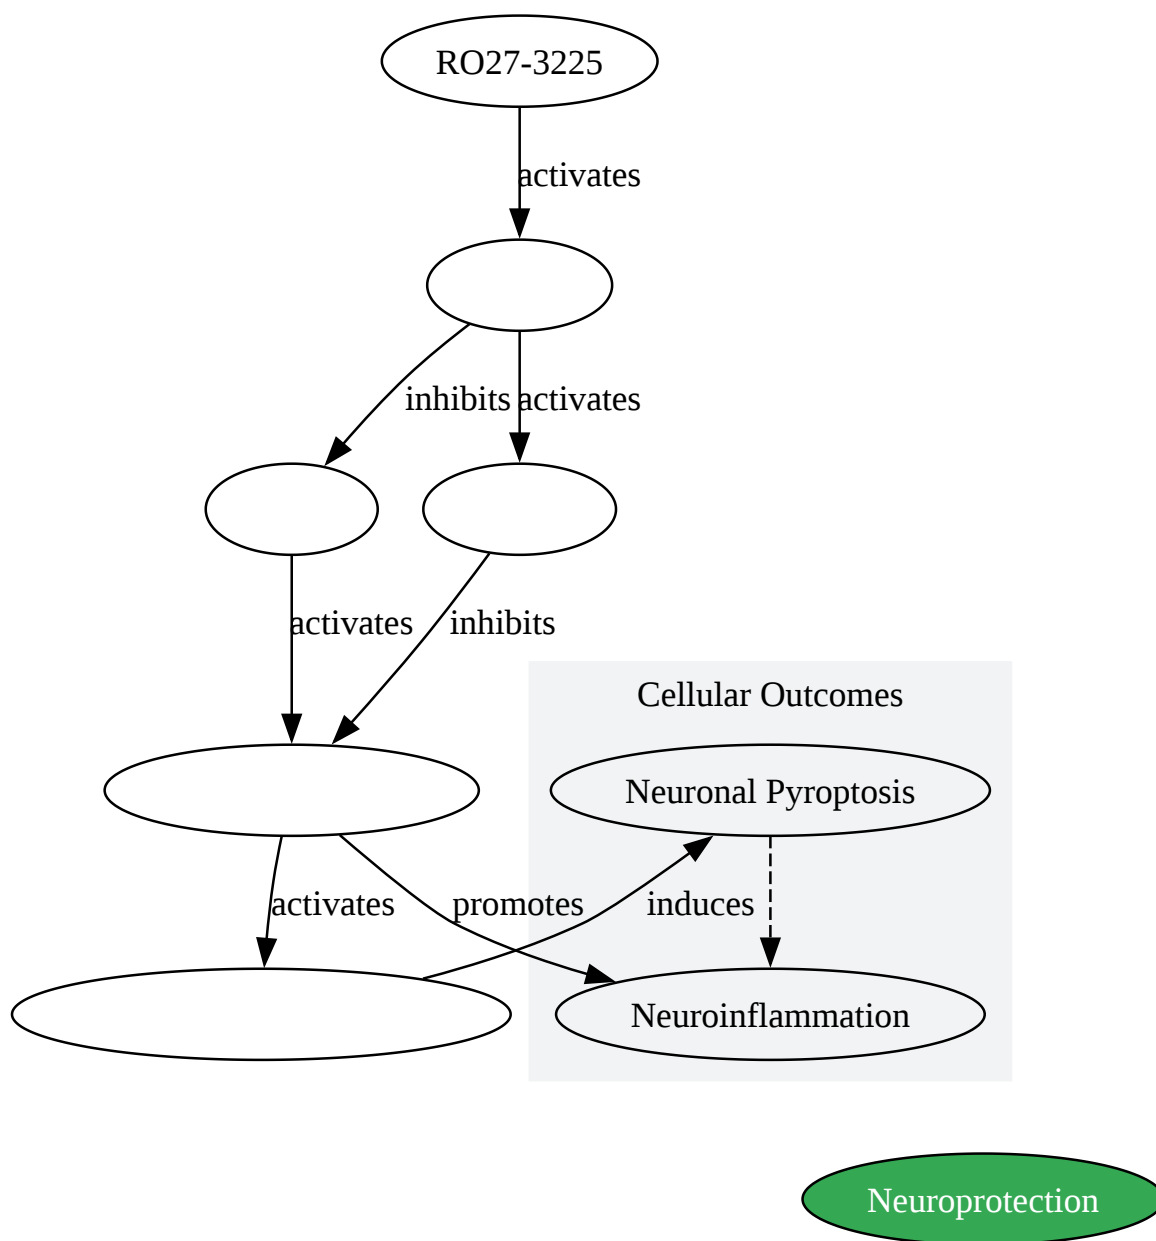 RO27-3225
activates
inhibits
activates
activates
inhibits
Cellular Outcomes
Neuronal Pyroptosis
activates
promotes
induces
Neuroinflammation
Neuroprotection